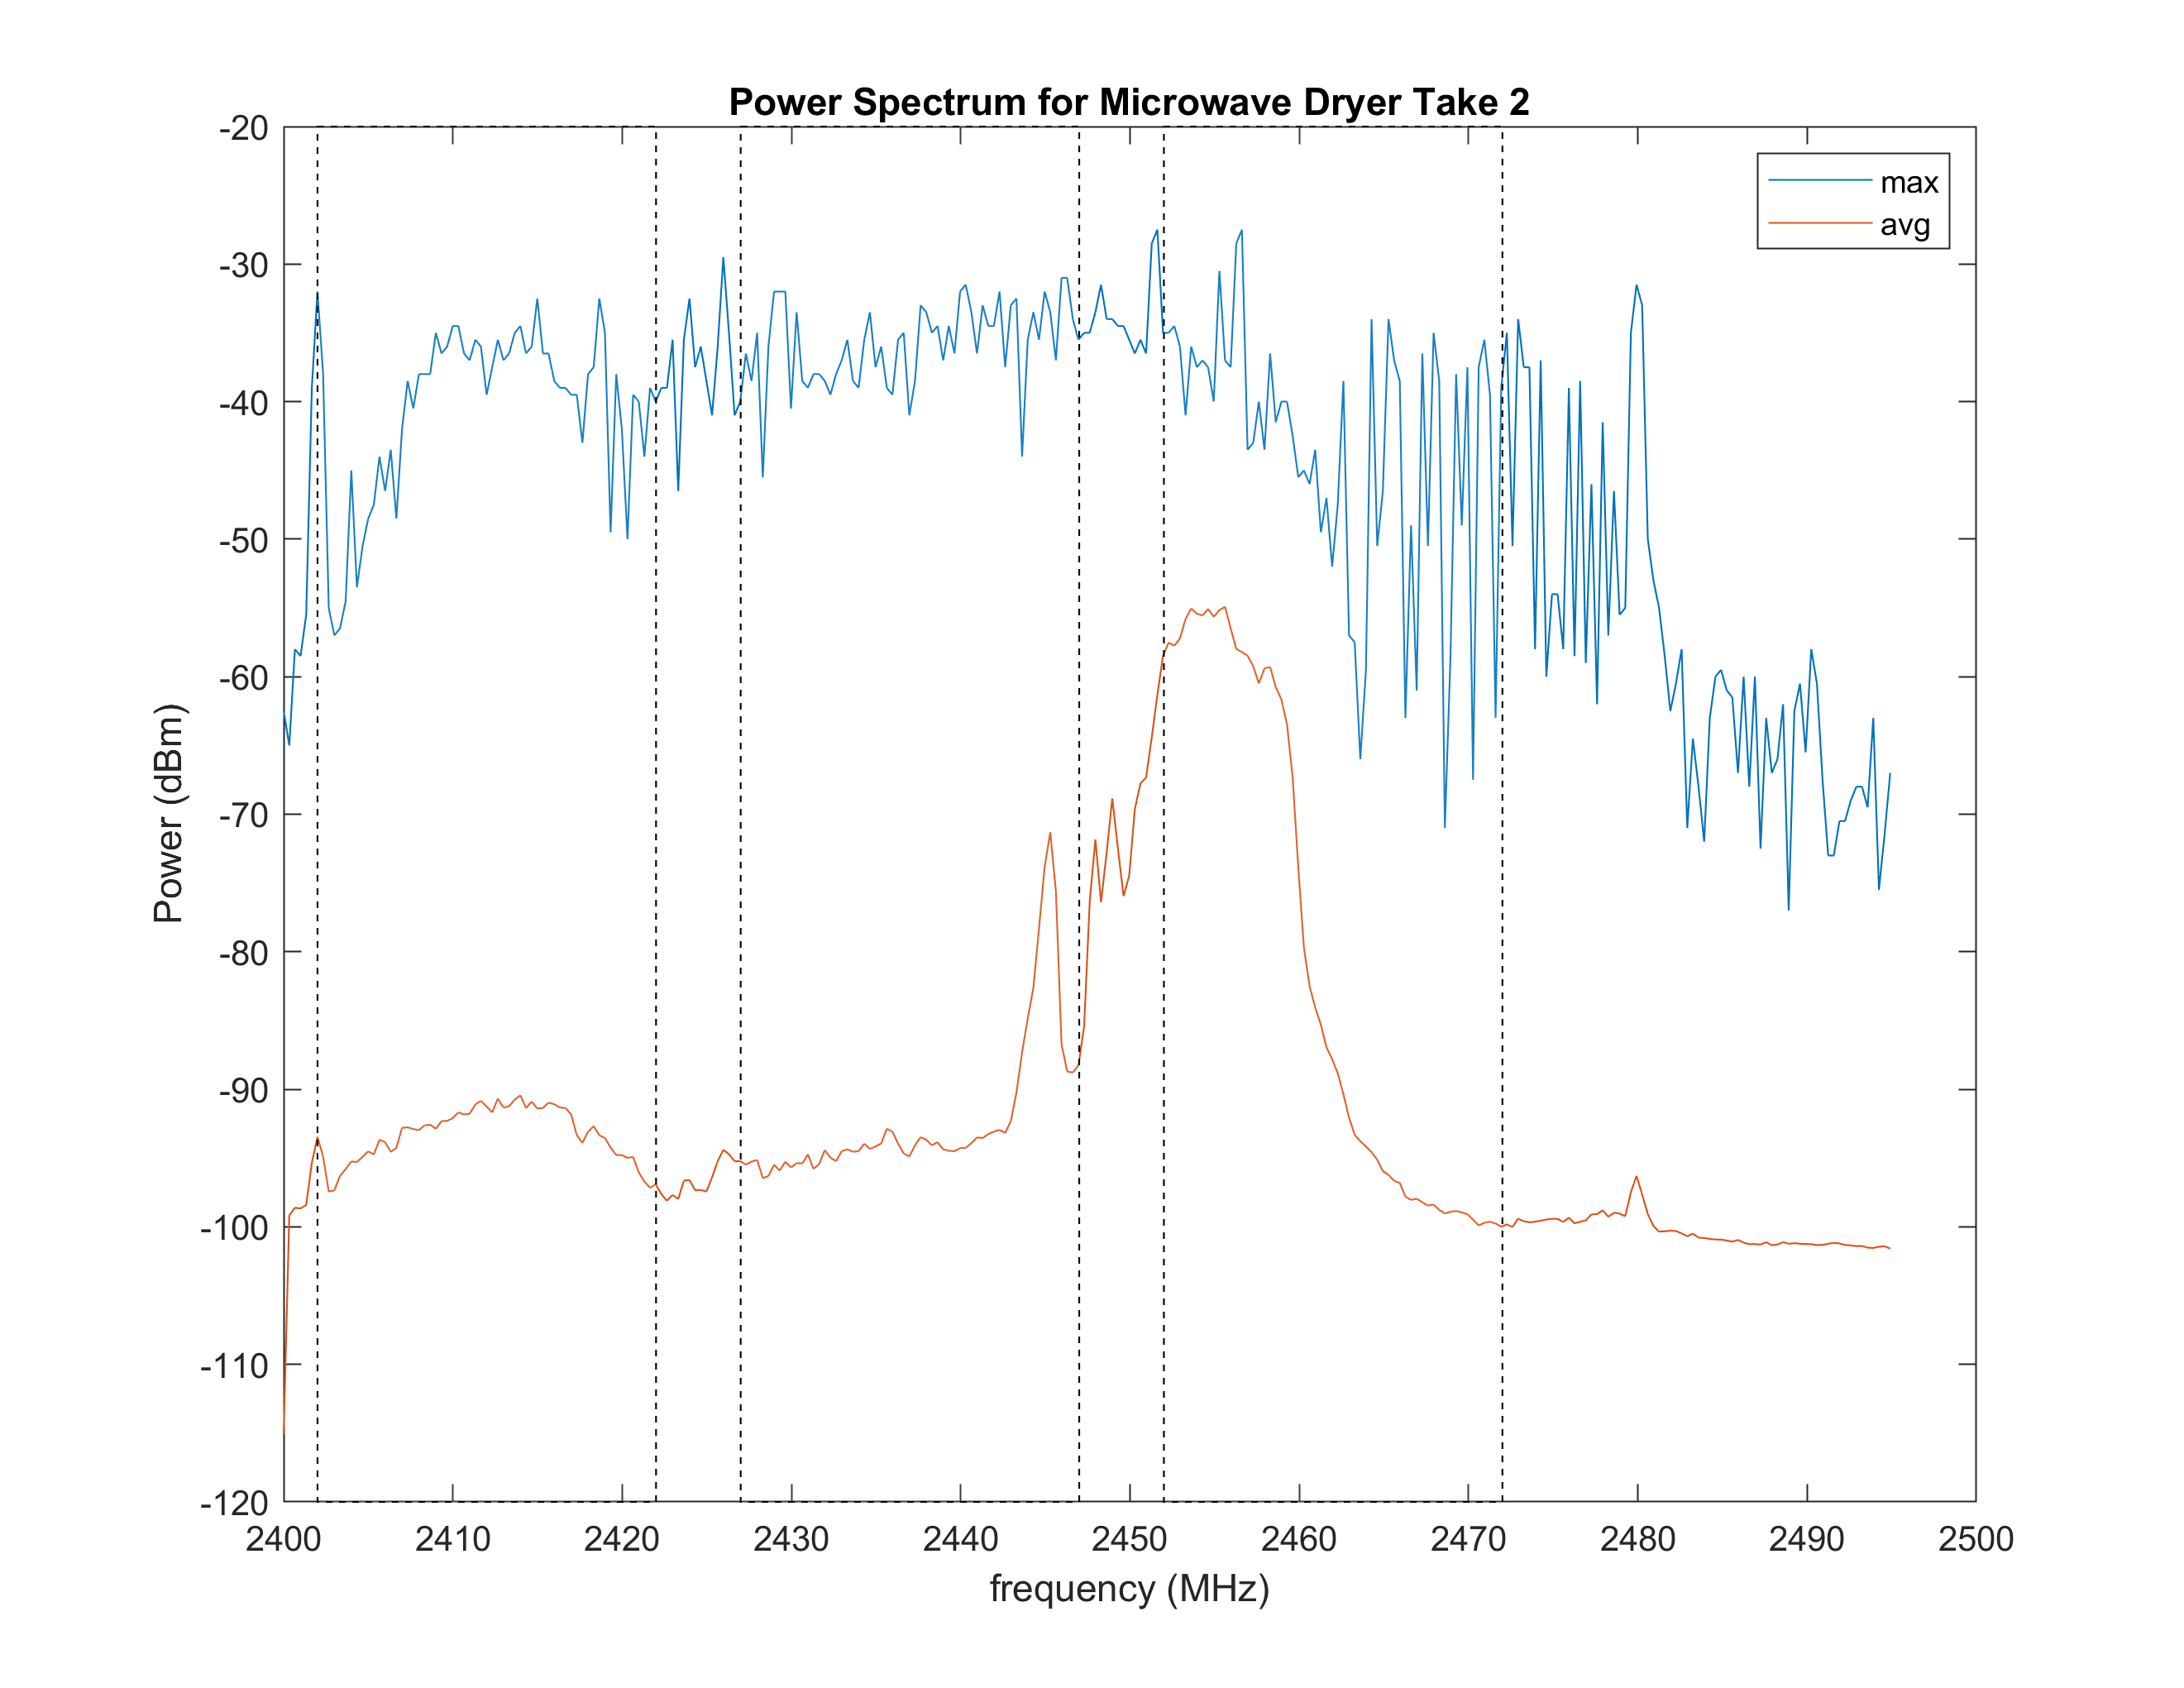 Power Spectrum for Microwave Dryer Take 2
max
avg
Power (dBm)
-20
-30
-40
-50
-60
-70
-80
-90
-100
-110
-120
2400 2410 2420 2430 2440 2450 2460 2470 2480 2490 2500
frequency (MHz)